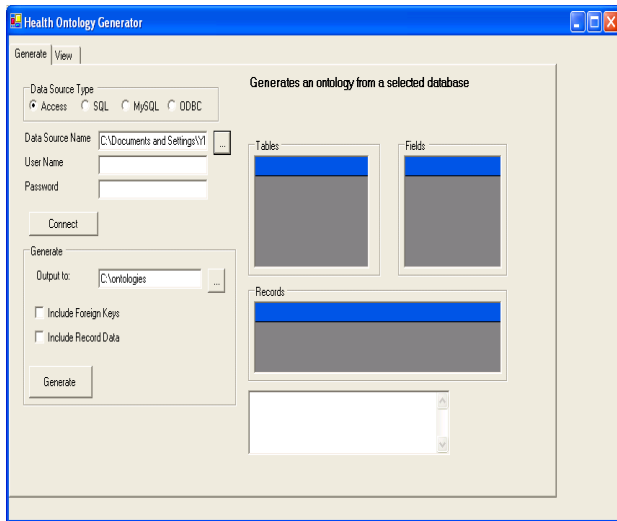 Health Ontology Generator
Generate View
Generates an ontology from a selected database
Data Source Type
Access SQL MySQL ODBC
Data Source Name C:\Documents and Settings\Y ...
User Name
Password
Connect
Tables Fields
Generate
Output to: C:\ontologies ...
Include Foreign Keys
Include Record Data
Generate
Records